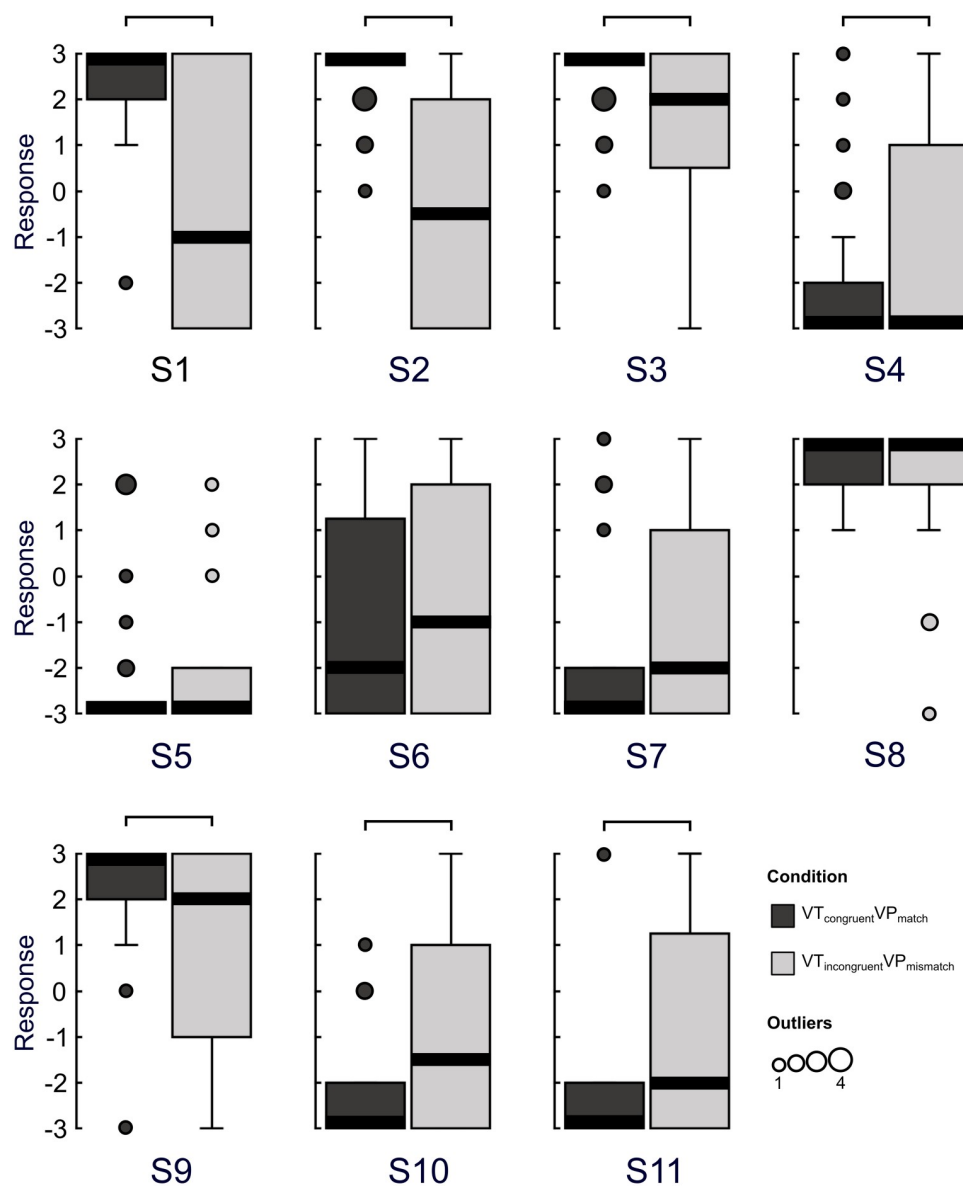 3
2
1
0
-1
-2
-3
Response
S1 S2 S3 S4
3
2
1
0
-1
-2
-3
Response
S5 S6 S7 S8
3
2
1
0
-1
-2
-3
Response
S9 S10 S11
Condition
VTcongruentVPmatch
VTincongruentVPmismatch
Outliers
1 4